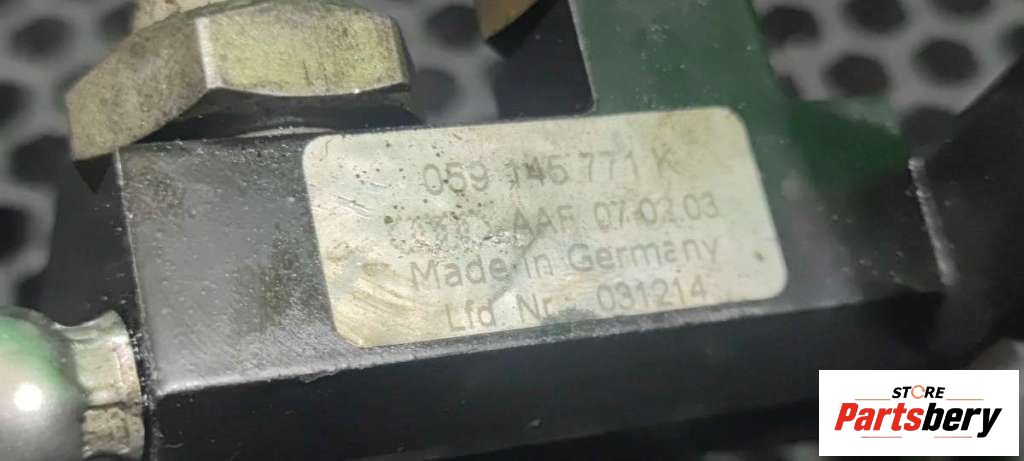 059 145 771 K
AAF 07.02.03
Made in Germany
Lfd Nr.: 031214
STORE
Partsbery